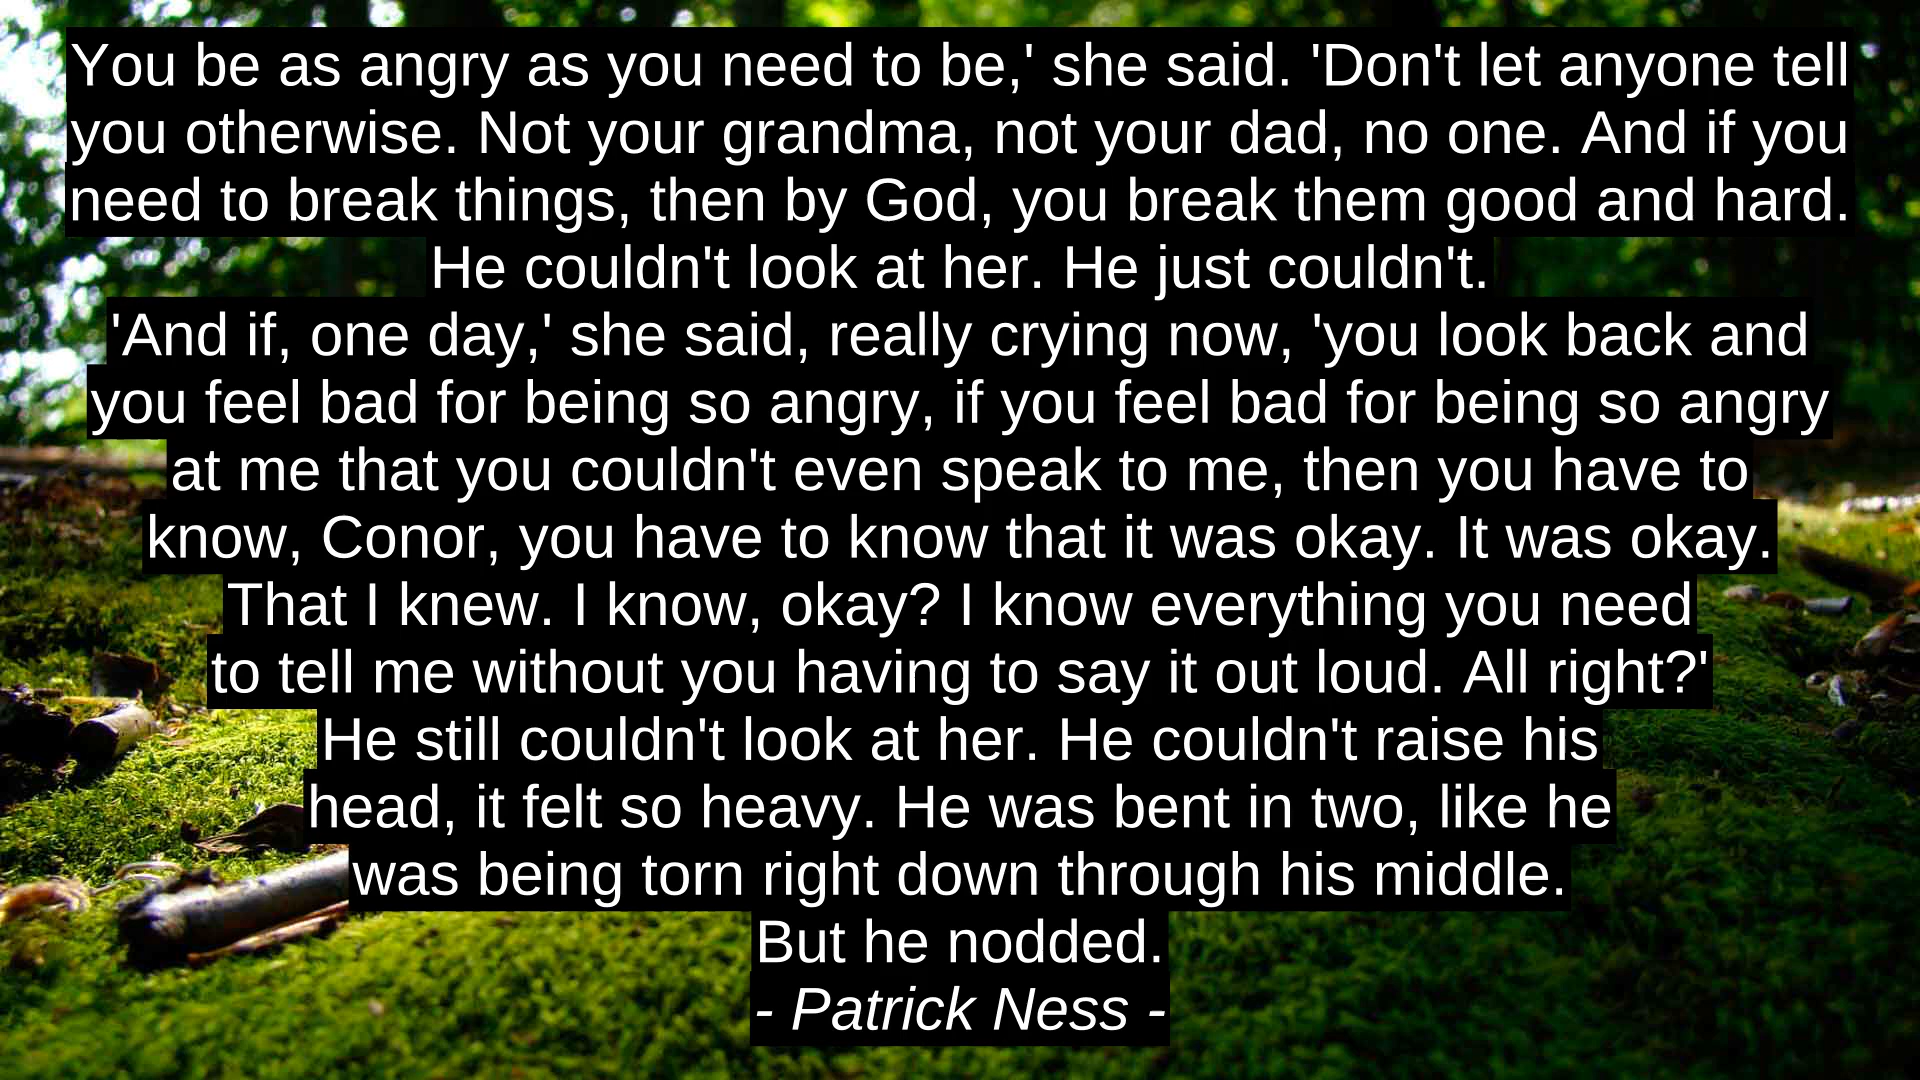 You be as angry as you need to be,' she said. 'Don't let anyone tell
you otherwise. Not your grandma, not your dad, no one. And if you
need to break things, then by God, you break them good and hard.
He couldn't look at her. He just couldn't.
'And if, one day,' she said, really crying now, 'you look back and
you feel bad for being so angry, if you feel bad for being so angry
at me that you couldn't even speak to me, then you have to
know, Conor, you have to know that it was okay. It was okay.
That I knew. I know, okay? I know everything you need
to tell me without you having to say it out loud. All right?'
He still couldn't look at her. He couldn't raise his
head, it felt so heavy. He was bent in two, like he
was being torn right down through his middle.
But he nodded.
- Patrick Ness -